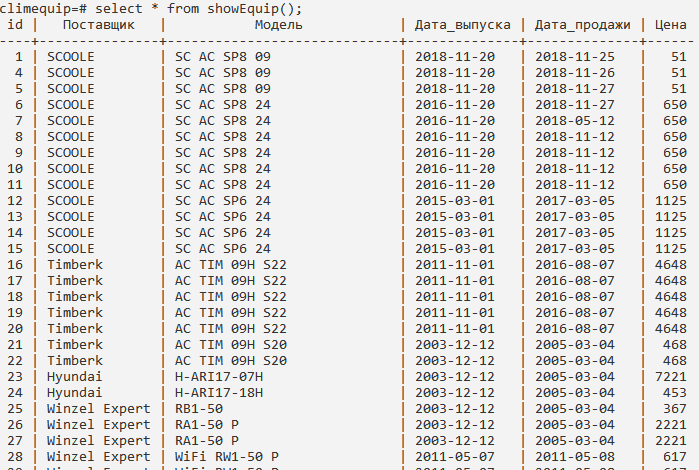 climequip=# select * from showEquip();
id | Поставщик | Модель | Дата_выпуска | Дата_продажи | Цена
----+---------------+------------------------------+--------------+--------------+------
1 | SCOOLE | SC AC SP8 09 | 2018-11-20 | 2018-11-25 | 51
4 | SCOOLE | SC AC SP8 09 | 2018-11-20 | 2018-11-26 | 51
5 | SCOOLE | SC AC SP8 09 | 2018-11-20 | 2018-11-27 | 51
6 | SCOOLE | SC AC SP8 24 | 2016-11-20 | 2018-11-27 | 650
7 | SCOOLE | SC AC SP8 24 | 2016-11-20 | 2018-05-12 | 650
8 | SCOOLE | SC AC SP8 24 | 2016-11-20 | 2018-11-12 | 650
9 | SCOOLE | SC AC SP8 24 | 2016-11-20 | 2018-11-12 | 650
10 | SCOOLE | SC AC SP8 24 | 2016-11-20 | 2018-11-12 | 650
11 | SCOOLE | SC AC SP8 24 | 2016-11-20 | 2018-11-12 | 650
12 | SCOOLE | SC AC SP6 24 | 2015-03-01 | 2017-03-05 | 1125
13 | SCOOLE | SC AC SP6 24 | 2015-03-01 | 2017-03-05 | 1125
14 | SCOOLE | SC AC SP6 24 | 2015-03-01 | 2017-03-05 | 1125
15 | SCOOLE | SC AC SP6 24 | 2015-03-01 | 2017-03-05 | 1125
16 | Timberk | AC TIM 09H S22 | 2011-11-01 | 2016-08-07 | 4648
17 | Timberk | AC TIM 09H S22 | 2011-11-01 | 2016-08-07 | 4648
18 | Timberk | AC TIM 09H S22 | 2011-11-01 | 2016-08-07 | 4648
19 | Timberk | AC TIM 09H S22 | 2011-11-01 | 2016-08-07 | 4648
20 | Timberk | AC TIM 09H S22 | 2011-11-01 | 2016-08-07 | 4648
21 | Timberk | AC TIM 09H S20 | 2003-12-12 | 2005-03-04 | 468
22 | Timberk | AC TIM 09H S20 | 2003-12-12 | 2005-03-04 | 468
23 | Hyundai | H-ARI17-07H | 2003-12-12 | 2005-03-04 | 7221
24 | Hyundai | H-ARI17-18H | 2003-12-12 | 2005-03-04 | 453
25 | Winzel Expert | RB1-50 | 2003-12-12 | 2005-03-04 | 367
26 | Winzel Expert | RA1-50 P | 2003-12-12 | 2005-03-04 | 2221
27 | Winzel Expert | RA1-50 P | 2003-12-12 | 2005-03-04 | 2221
28 | Winzel Expert | WiFi RW1-50 P | 2011-05-07 | 2011-05-08 | 617